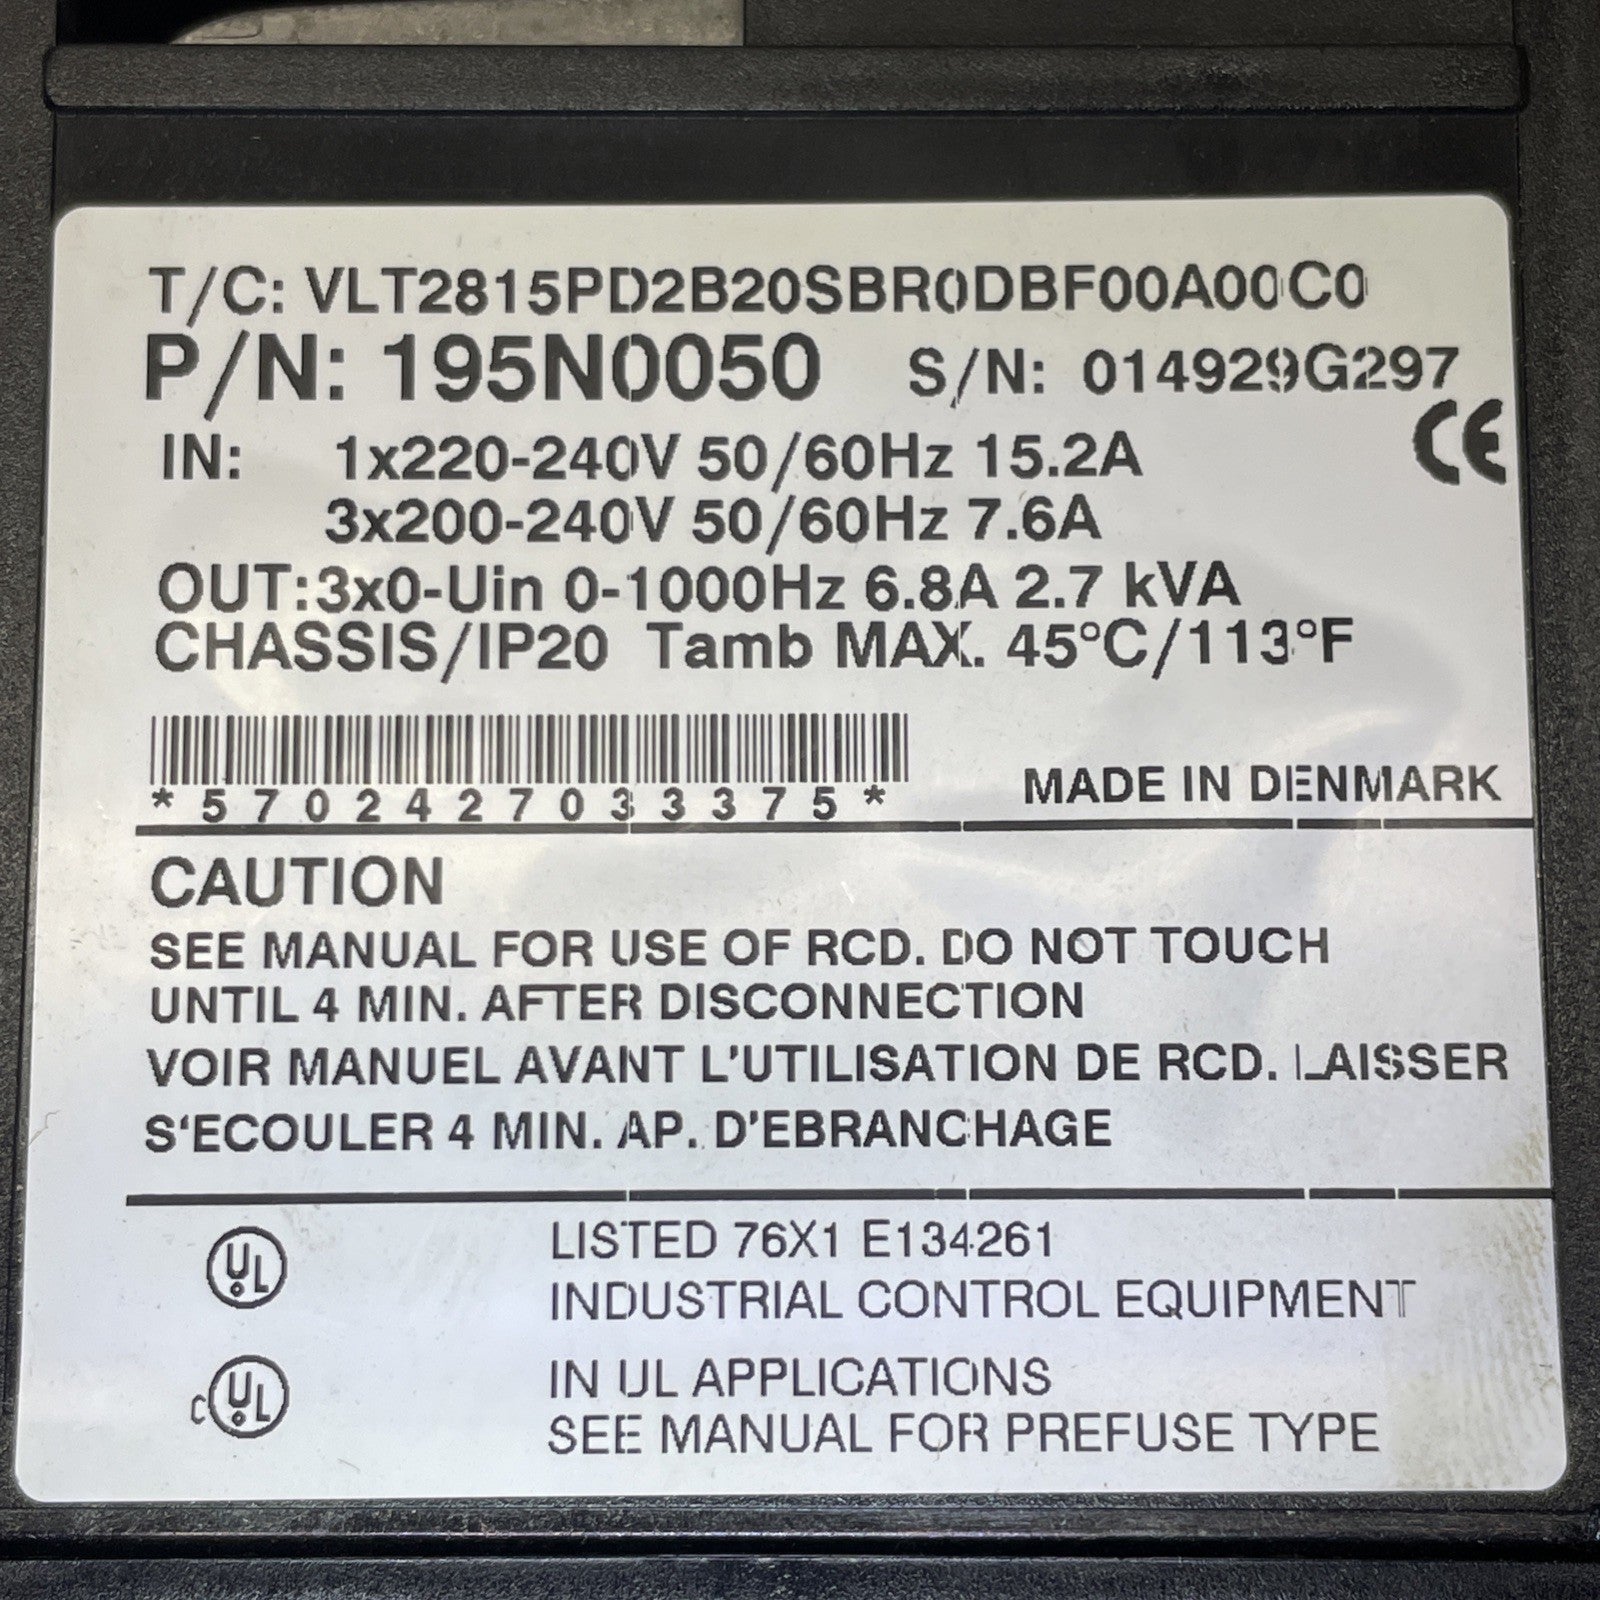 T/C: VLT2815PD2B20SBR0DBF00A00C0
P/N: 195N0050 S/N: 014929G297
CE
IN: 1x220-240V 50/60Hz 15.2A
3x200-240V 50/60Hz 7.6A
OUT:3x0-Uin 0-1000Hz 6.8A 2.7 kVA
CHASSIS/IP20 Tamb MAX. 45°C/113°F
*5702427033375*
MADE IN DENMARK
CAUTION
SEE MANUAL FOR USE OF RCD. DO NOT TOUCH
UNTIL 4 MIN. AFTER DISCONNECTION
VOIR MANUEL AVANT L'UTILISATION DE RCD. LAISSER
S'ECOULER 4 MIN. AP. D'EBRANCHAGE
UL LISTED 76X1 E134261
INDUSTRIAL CONTROL EQUIPMENT
c UL IN UL APPLICATIONS
SEE MANUAL FOR PREFUSE TYPE